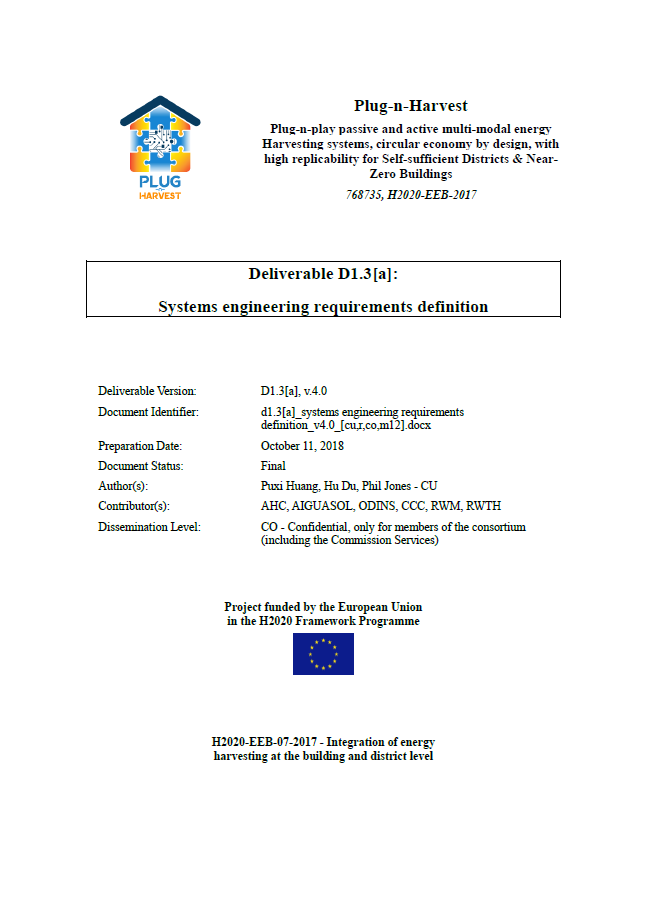 PLUG
HARVEST
Plug-n-Harvest
Plug-n-play passive and active multi-modal energy
Harvesting systems, circular economy by design, with
high replicability for Self-sufficient Districts & Near-
Zero Buildings
768735, H2020-EEB-2017
Deliverable D1.3[a]:
Systems engineering requirements definition
Deliverable Version: D1.3[a], v.4.0
Document Identifier: d1.3[a]_systems engineering requirements
definition_v4.0_[cu,r,co,m12].docx
Preparation Date: October 11, 2018
Document Status: Final
Author(s): Puxi Huang, Hu Du, Phil Jones - CU
Contributor(s): AHC, AIGUASOL, ODINS, CCC, RWM, RWTH
Dissemination Level: CO - Confidential, only for members of the consortium
(including the Commission Services)
Project funded by the European Union
in the H2020 Framework Programme
H2020-EEB-07-2017 - Integration of energy
harvesting at the building and district level